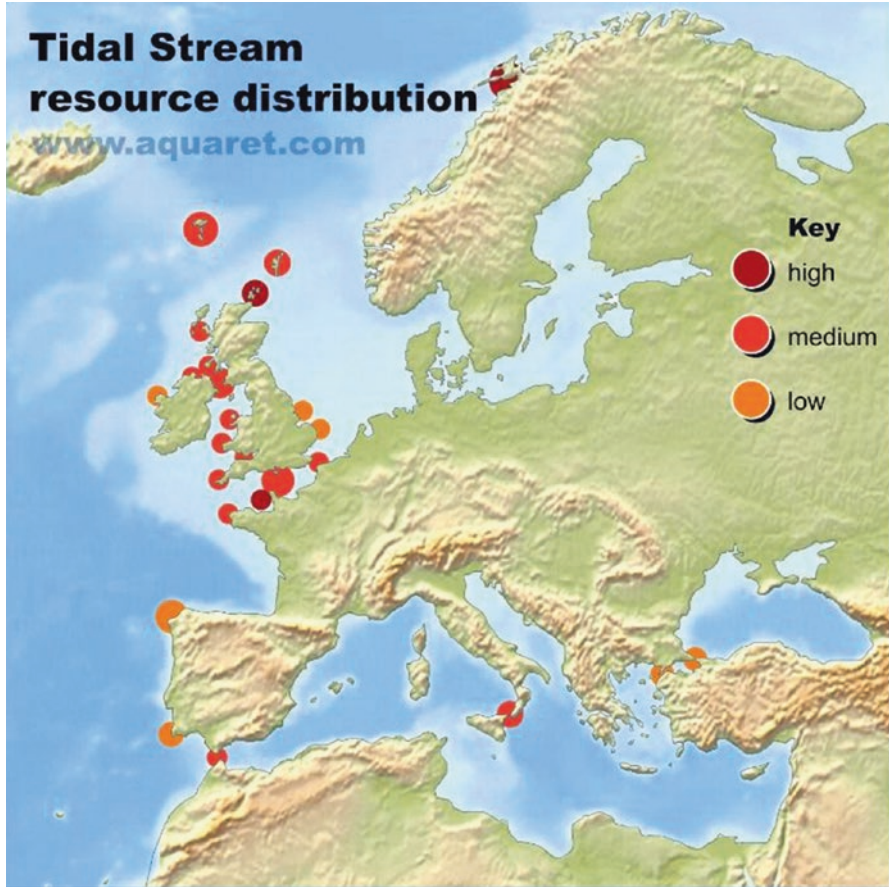 Tidal Stream
resource distribution
www.aquaret.com
Key
high
medium
low